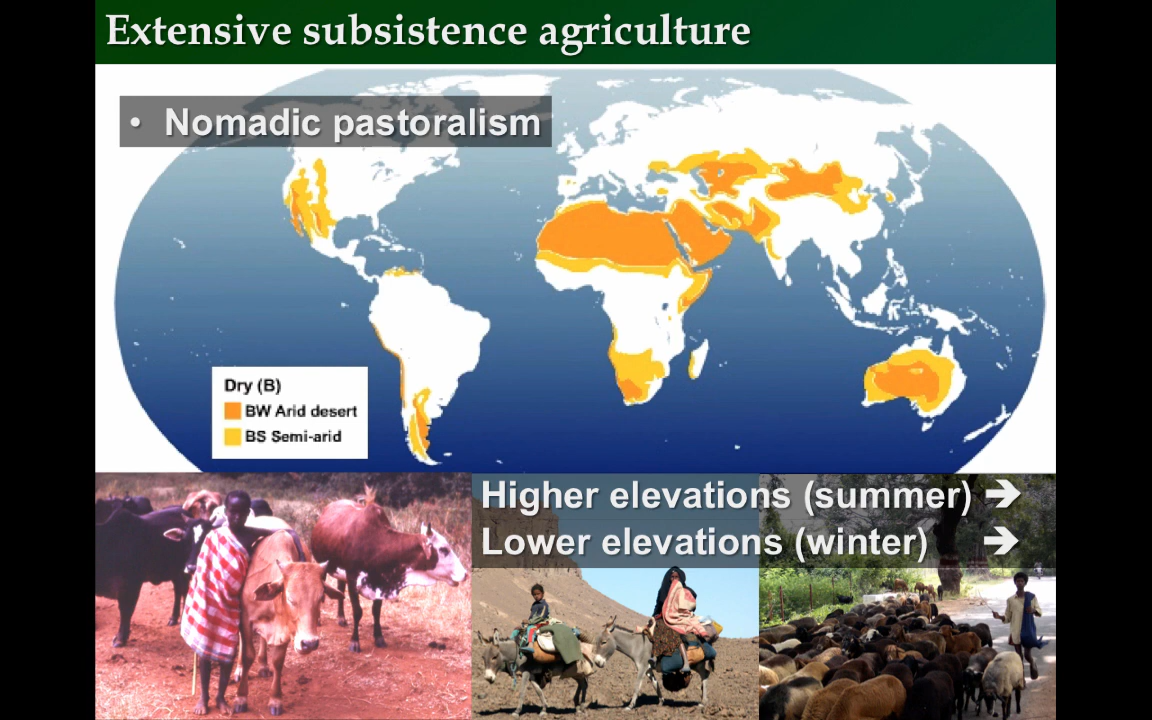 Extensive subsistence agriculture
• Nomadic pastoralism
Dry (B)
BW Arid desert
BS Semi-arid
Higher elevations (summer) ➔
Lower elevations (winter) ➔